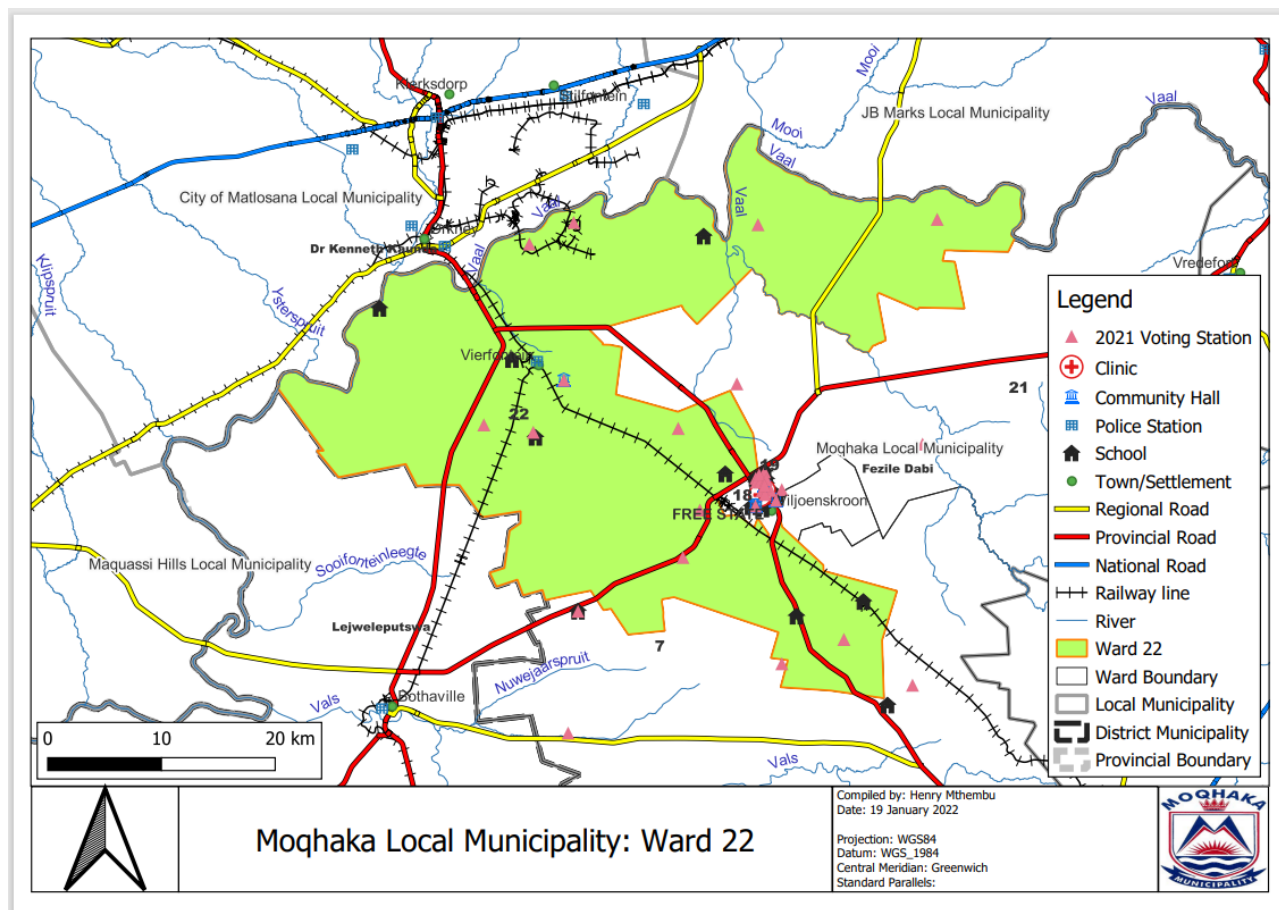 Klerksdorp
Stilfontein
Mooi
JB Marks Local Municipality
Vaal
Mooi
Vaal
City of Matlosana Local Municipality
Vaal
Vaal
Orkney
Dr Kenneth Kaunda
Vaal
Klipspruit
Ysterspruit
Vredefort
Vierfontein
22
21
Moqhaka Local Municipality
Fezile Dabi
19
18
Viljoenskroon
FREE STATE
Maquassi Hills Local Municipality
Sooifonteinleegte
Lejweleputswa
7
Nuwejaarspruit
Vals
Bothaville
Vals
Legend
2021 Voting Station
Clinic
Community Hall
Police Station
School
Town/Settlement
Regional Road
Provincial Road
National Road
Railway line
River
Ward 22
Ward Boundary
Local Municipality
District Municipality
Provincial Boundary
0 10 20 km
Moqhaka Local Municipality: Ward 22
Compiled by: Henry Mthembu
Date: 19 January 2022
Projection: WGS84
Datum: WGS_1984
Central Meridian: Greenwich
Standard Parallels:
MOQHAKA
MUNICIPALITY